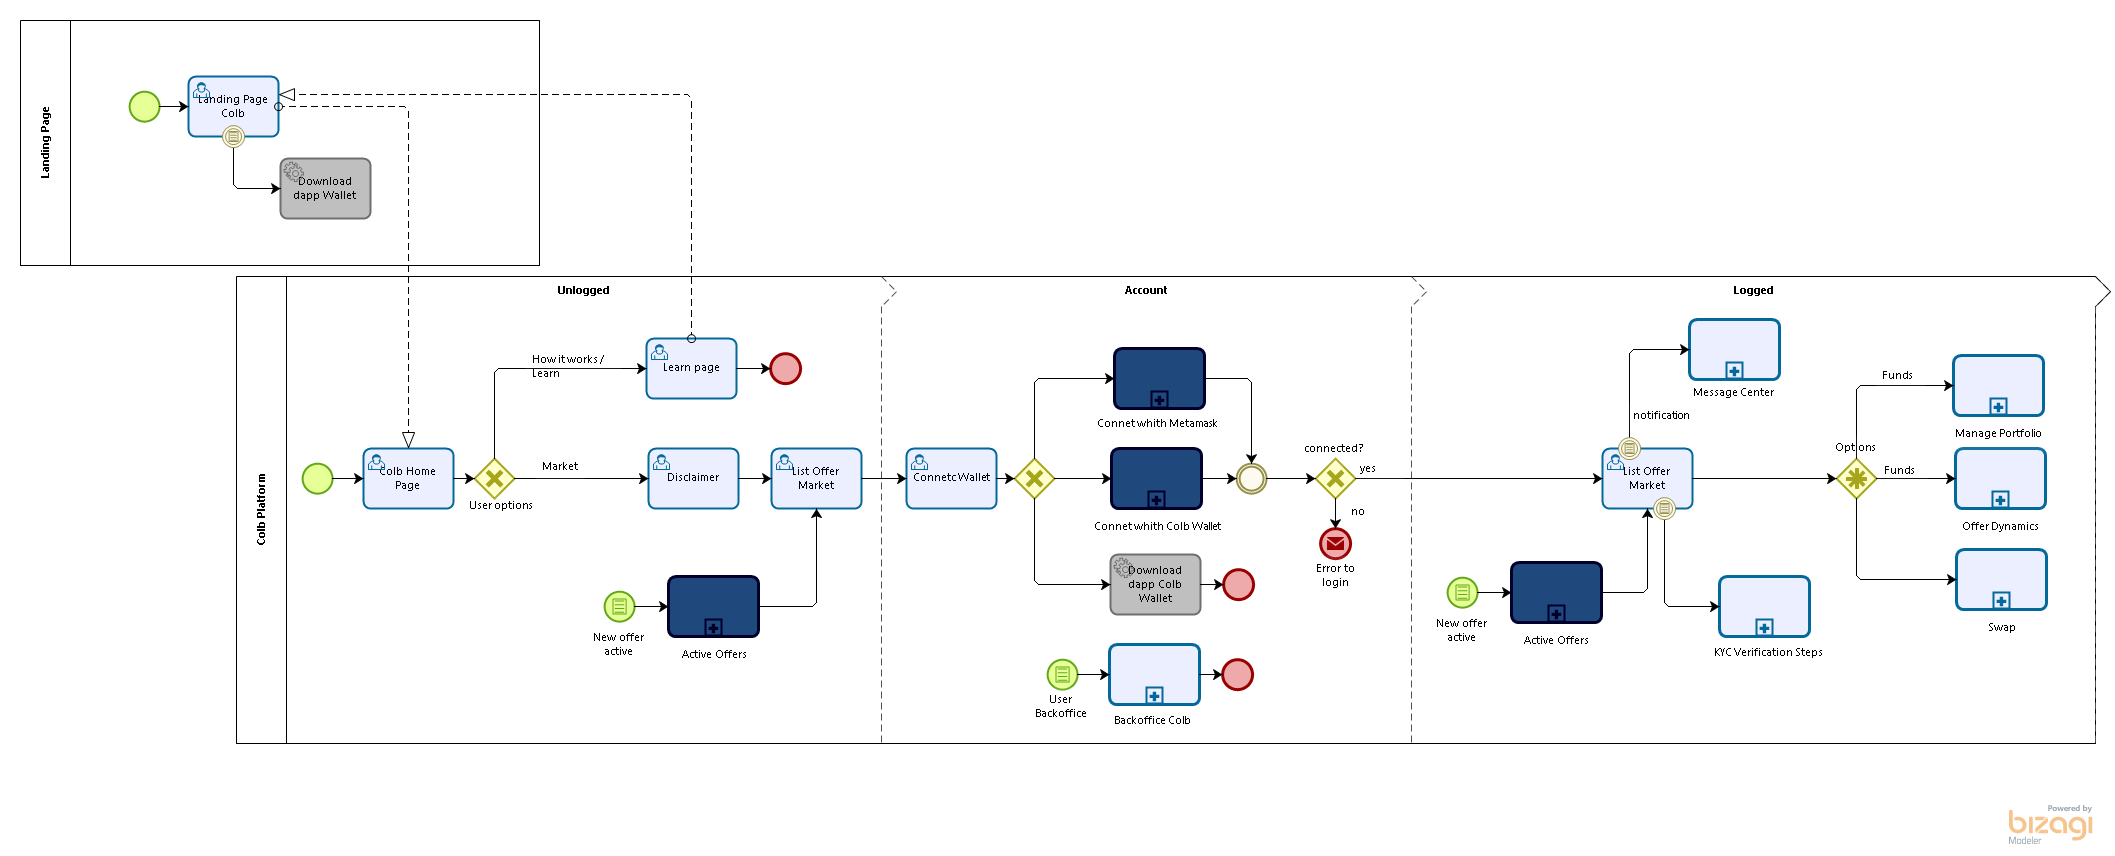 Landing Page
Landing Page
Colb
Download
dapp Wallet
Colb Platform
Unlogged
Account
Logged
How it works /
Learn
Learn page
Colb Home
Page
User options
Market
Disclaimer
List Offer
Market
New offer
active
Active Offers
Connetc Wallet
Connet whith Metamask
Connet whith Colb Wallet
Download
dapp Colb
Wallet
User
Backoffice
Backoffice Colb
connected?
yes
no
Error to
login
Message Center
notification
List Offer
Market
New offer
active
Active Offers
KYC Verification Steps
Options
Funds
Manage Portfolio
Funds
Offer Dynamics
Swap
Powered by
bizagi
Modeler